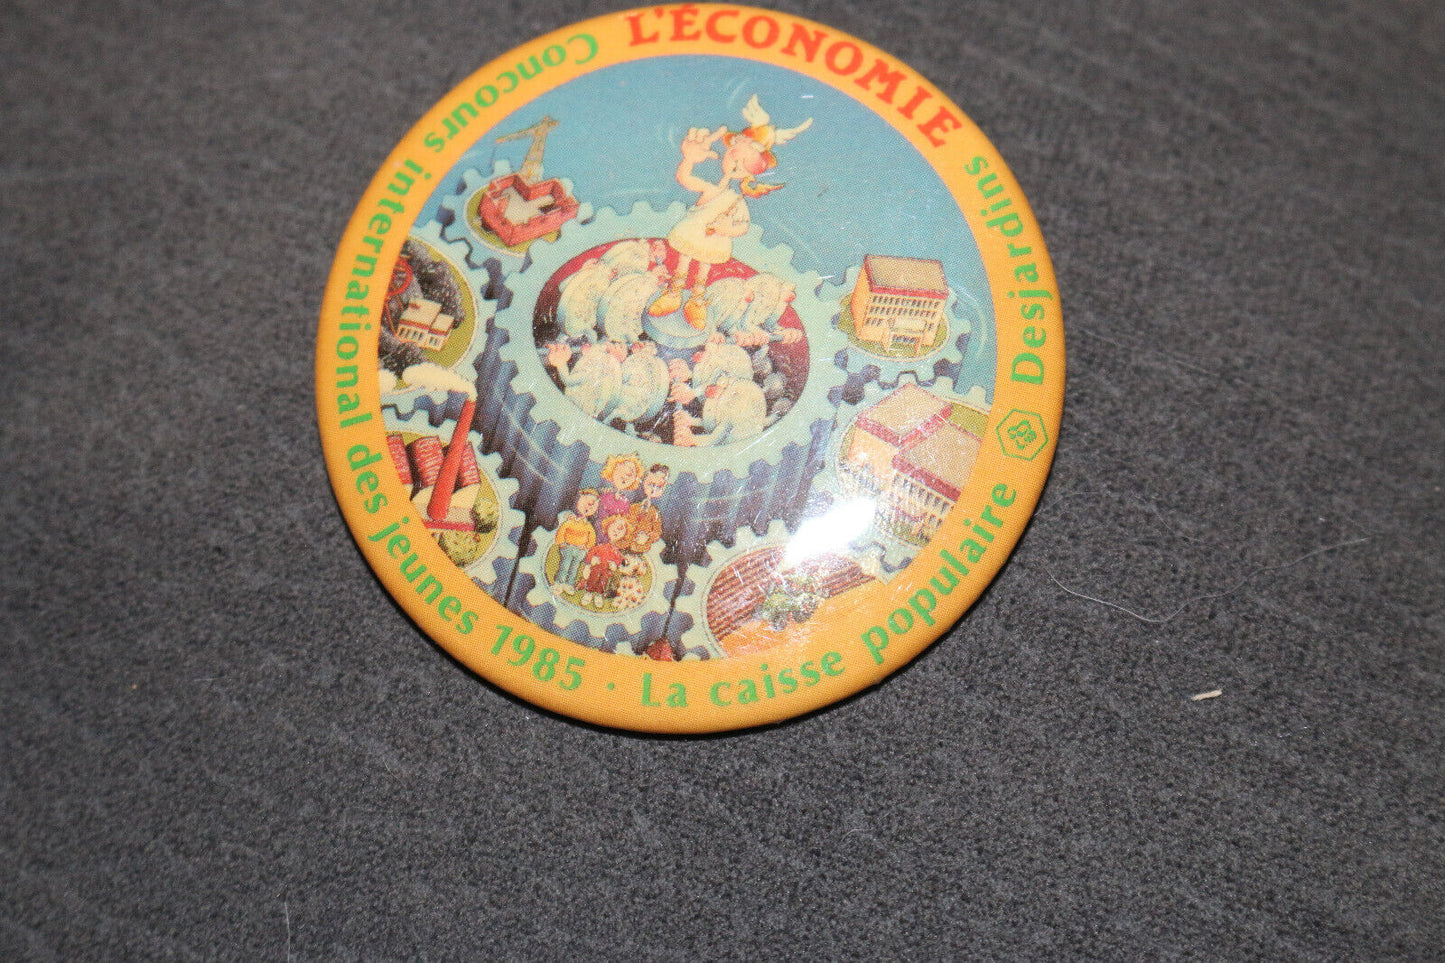 L'ÉCONOMIE
Concours international des jeunes 1985 · La caisse populaire Desjardins